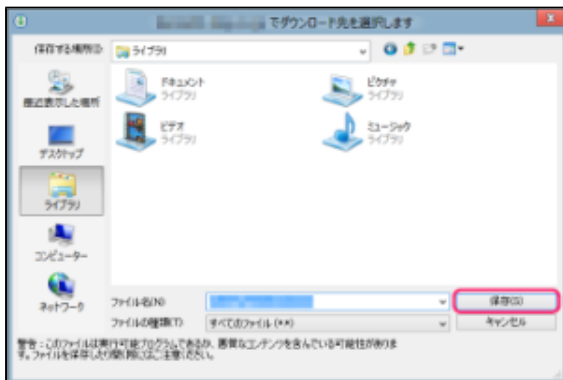 でダウンロード先を選択します
保存する場所(I):
ライブラリ
最近表示した場所
デスクトップ
ライブラリ
コンピューター
ネットワーク
ドキュメント
ライブラリ
ピクチャ
ライブラリ
ビデオ
ライブラリ
ミュージック
ライブラリ
ファイル名(N):
保存(S)
ファイルの種類(T):
すべてのファイル (*.*)
キャンセル
警告：このファイルは実行可能プログラムであるか、悪質なコンテンツを含んでいる可能性がありま
す。ファイルを保存したり開く際にはご注意ください。